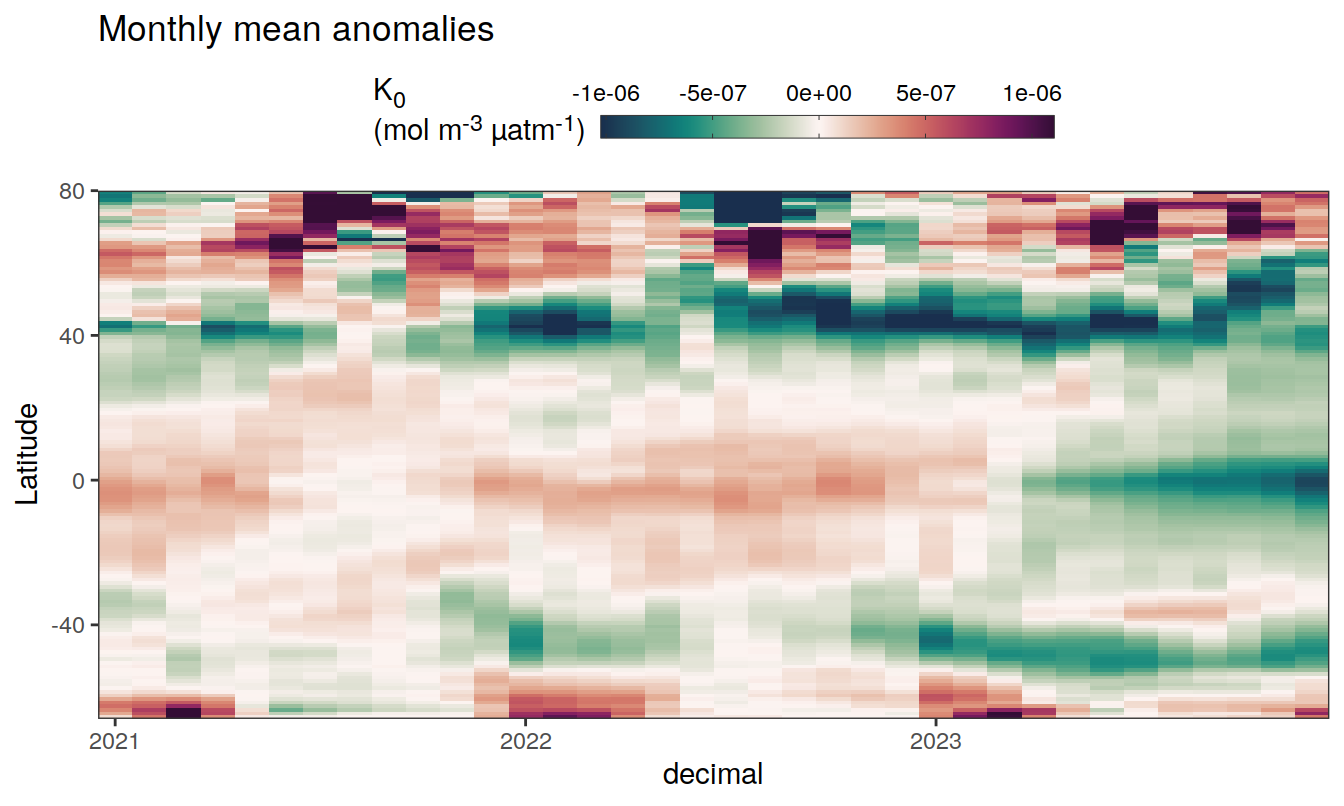 Monthly mean anomalies
K0
(mol m-3 µatm-1)
-1e-06 -5e-07 0e+00 5e-07 1e-06
80
40
0
-40
Latitude
2021 2022 2023
decimal